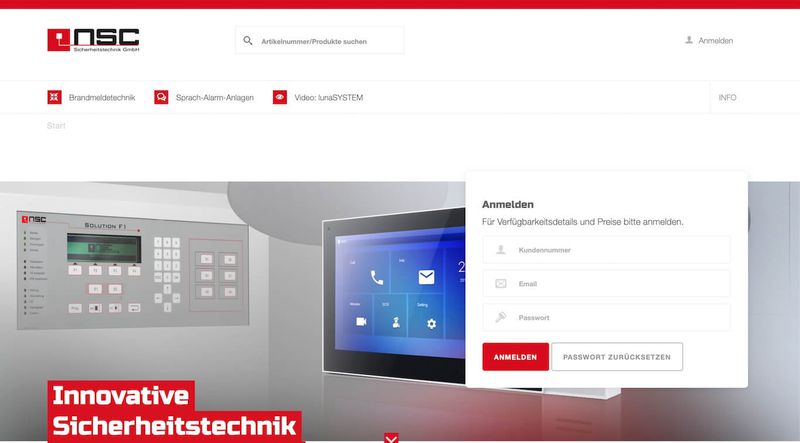 nsc
Sicherheitstechnik GmbH
Artikelnummer/Produkte suchen
Anmelden
Brandmeldetechnik
Sprach-Alarm-Anlagen
Video: lunaSYSTEM
INFO
Start
nsc
SOLUTION F1
Call
Info
SOS
Setting
Anmelden
Für Verfügbarkeitsdetails und Preise bitte anmelden.
Kundennummer
Email
Passwort
ANMELDEN
PASSWORT ZURÜCKSETZEN
Innovative
Sicherheitstechnik